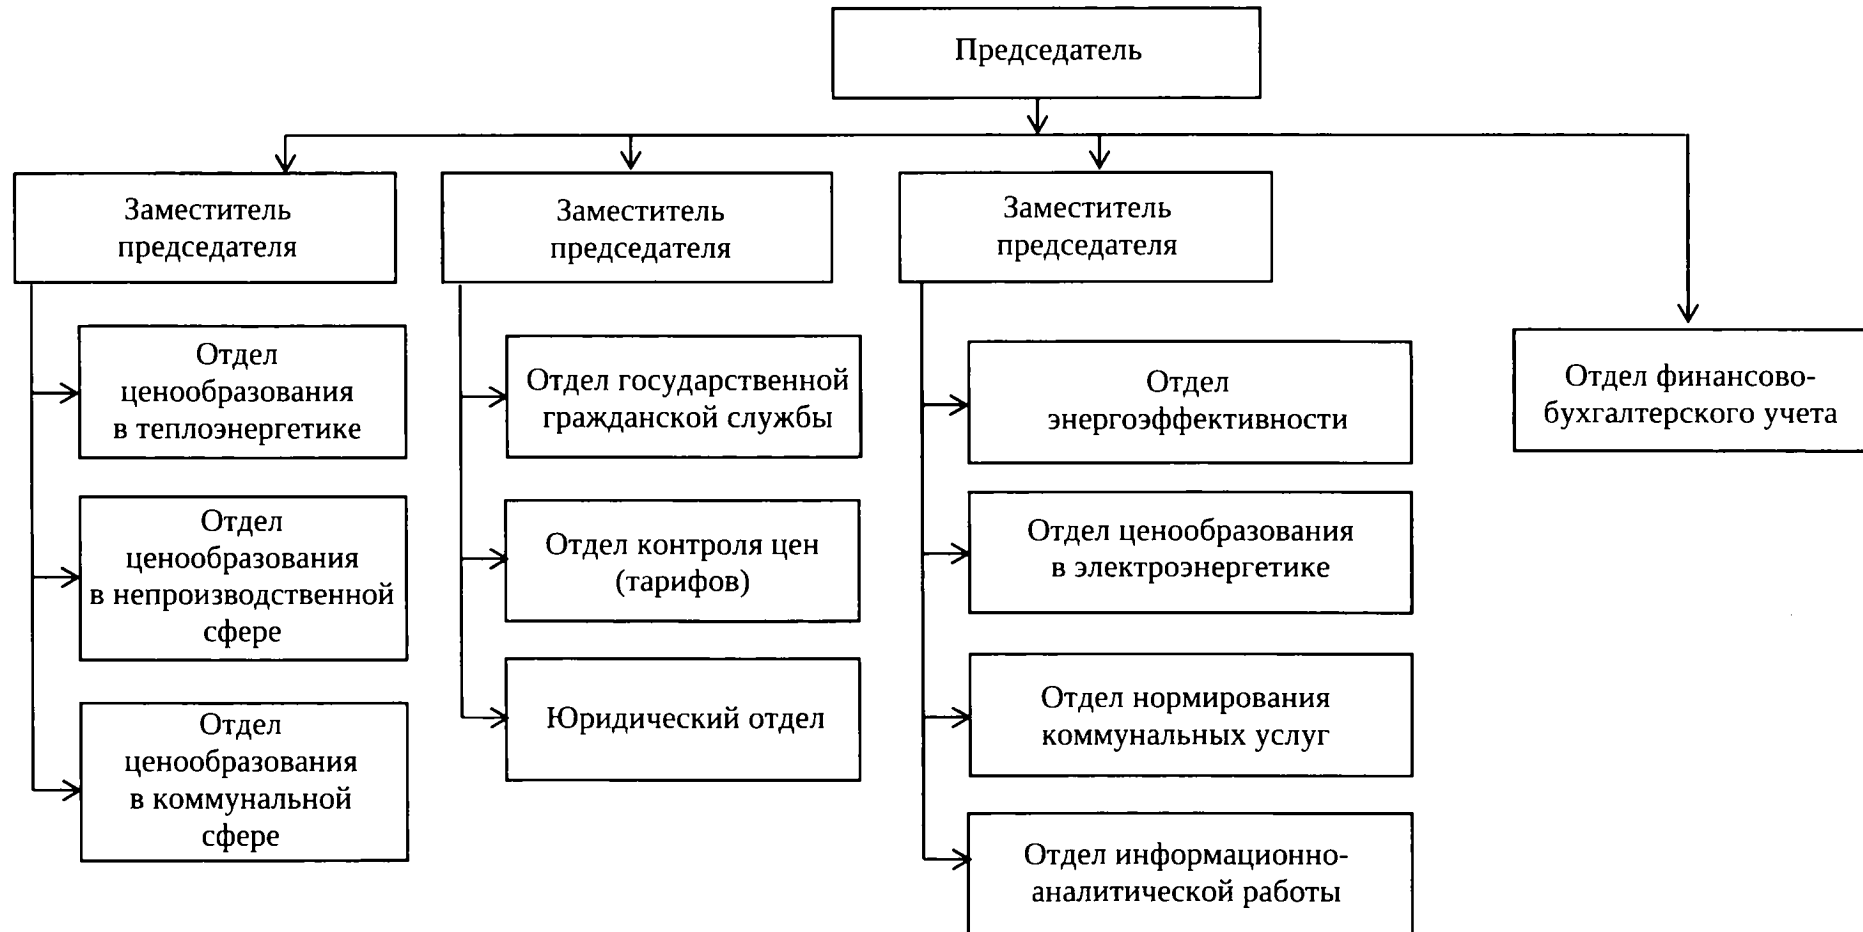 Председатель
Заместитель
председателя
Заместитель
председателя
Заместитель
председателя
Отдел
ценообразования
в теплоэнергетике
Отдел
ценообразования
в непроизводственной
сфере
Отдел
ценообразования
в коммунальной
сфере
Отдел государственной
гражданской службы
Отдел контроля цен
(тарифов)
Юридический отдел
Отдел
энергоэффективности
Отдел ценообразования
в электроэнергетике
Отдел нормирования
коммунальных услуг
Отдел информационно-
аналитической работы
Отдел финансово-
бухгалтерского учета